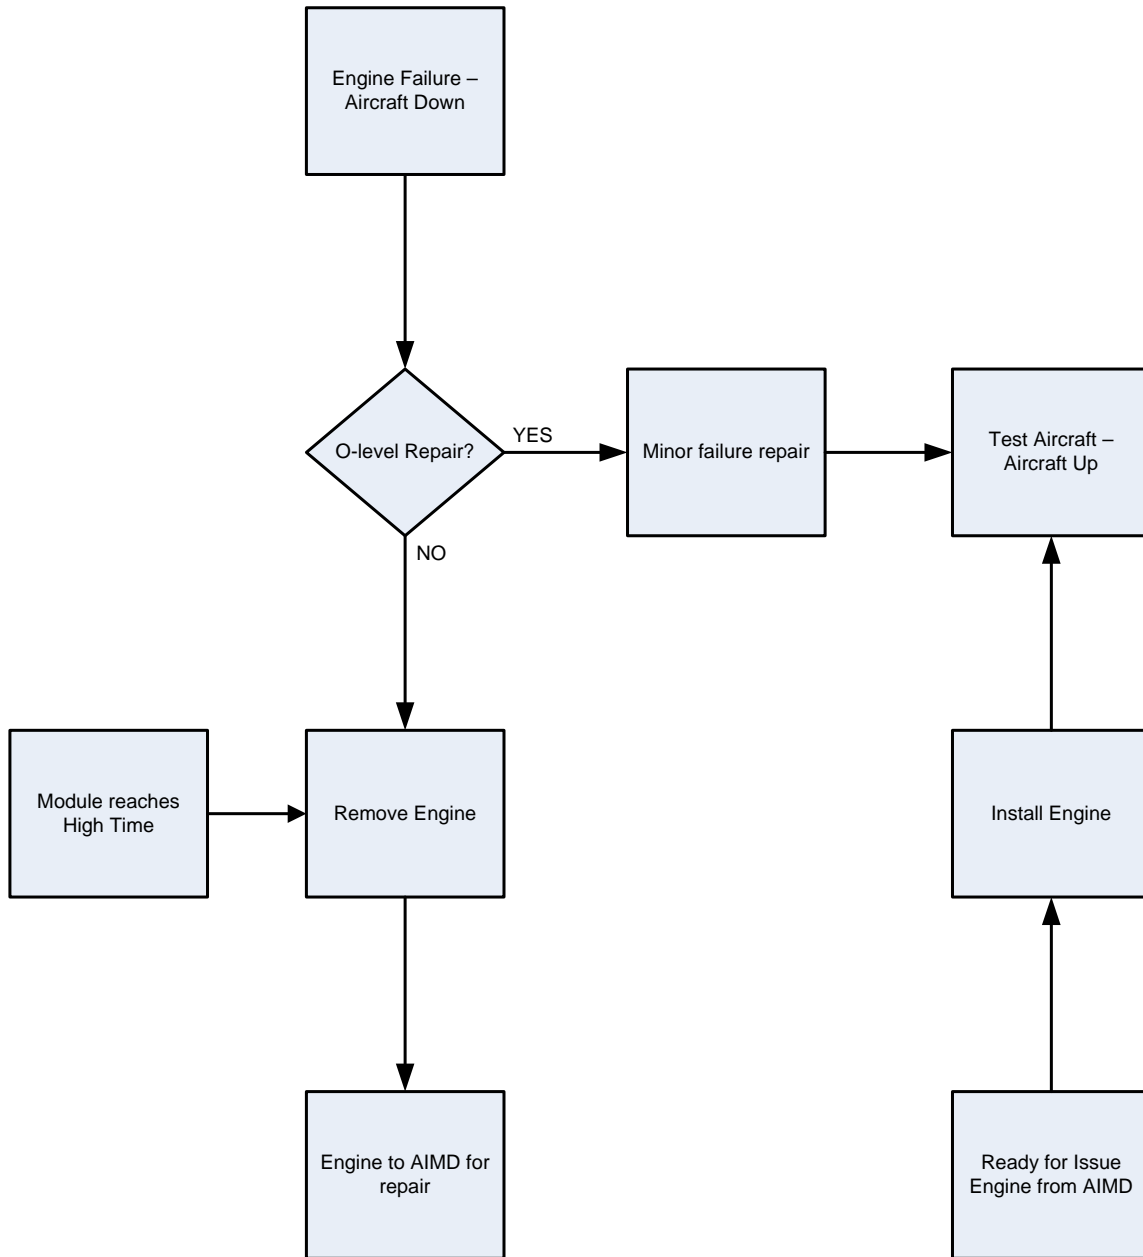 Engine Failure –
Aircraft Down
O-level Repair?
YES
Minor failure repair
Test Aircraft –
Aircraft Up
NO
Module reaches
High Time
Remove Engine
Install Engine
Engine to AIMD for
repair
Ready for Issue
Engine from AIMD